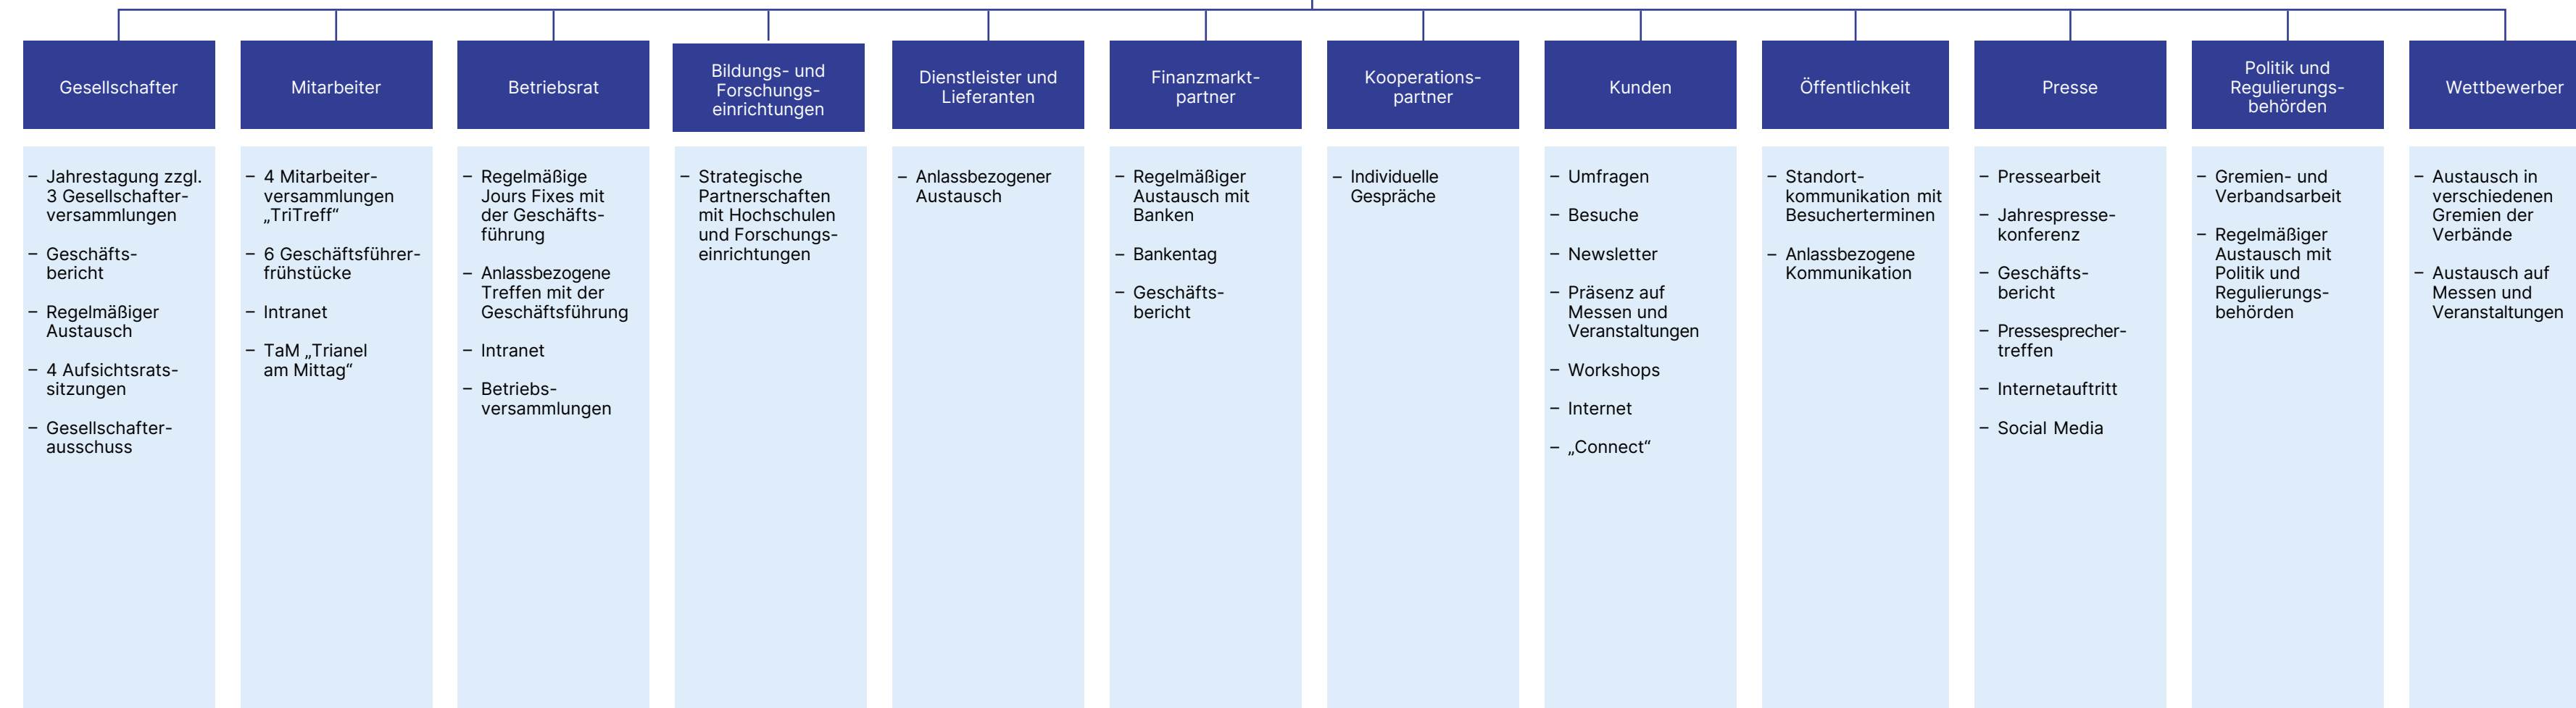 Gesellschafter
– Jahrestagung zzgl.
3 Gesellschafter-
versammlungen
– Geschäfts-
bericht
– Regelmäßiger
Austausch
– 4 Aufsichtsrats-
sitzungen
– Gesellschafter-
ausschuss
Mitarbeiter
– 4 Mitarbeiter-
versammlungen
„TriTreff“
– 6 Geschäftsführer-
frühstücke
– Intranet
– TaM „Trianel
am Mittag“
Betriebsrat
– Regelmäßige
Jours Fixes mit
der Geschäfts-
führung
– Anlassbezogene
Treffen mit der
Geschäftsführung
– Intranet
– Betriebs-
versammlungen
Bildungs- und
Forschungs-
einrichtungen
– Strategische
Partnerschaften
mit Hochschulen
und Forschungs-
einrichtungen
Dienstleister und
Lieferanten
– Anlassbezogener
Austausch
Finanzmarkt-
partner
– Regelmäßiger
Austausch mit
Banken
– Bankentag
– Geschäfts-
bericht
Kooperations-
partner
– Individuelle
Gespräche
Kunden
– Umfragen
– Besuche
– Newsletter
– Präsenz auf
Messen und
Veranstaltungen
– Workshops
– Internet
– „Connect“
Öffentlichkeit
– Standort-
kommunikation mit
Besucherterminen
– Anlassbezogene
Kommunikation
Presse
– Pressearbeit
– Jahrespresse-
konferenz
– Geschäfts-
bericht
– Pressesprecher-
treffen
– Internetauftritt
– Social Media
Politik und
Regulierungs-
behörden
– Gremien- und
Verbandsarbeit
– Regelmäßiger
Austausch mit
Politik und
Regulierungs-
behörden
Wettbewerber
– Austausch in
verschiedenen
Gremien der
Verbände
– Austausch auf
Messen und
Veranstaltungen